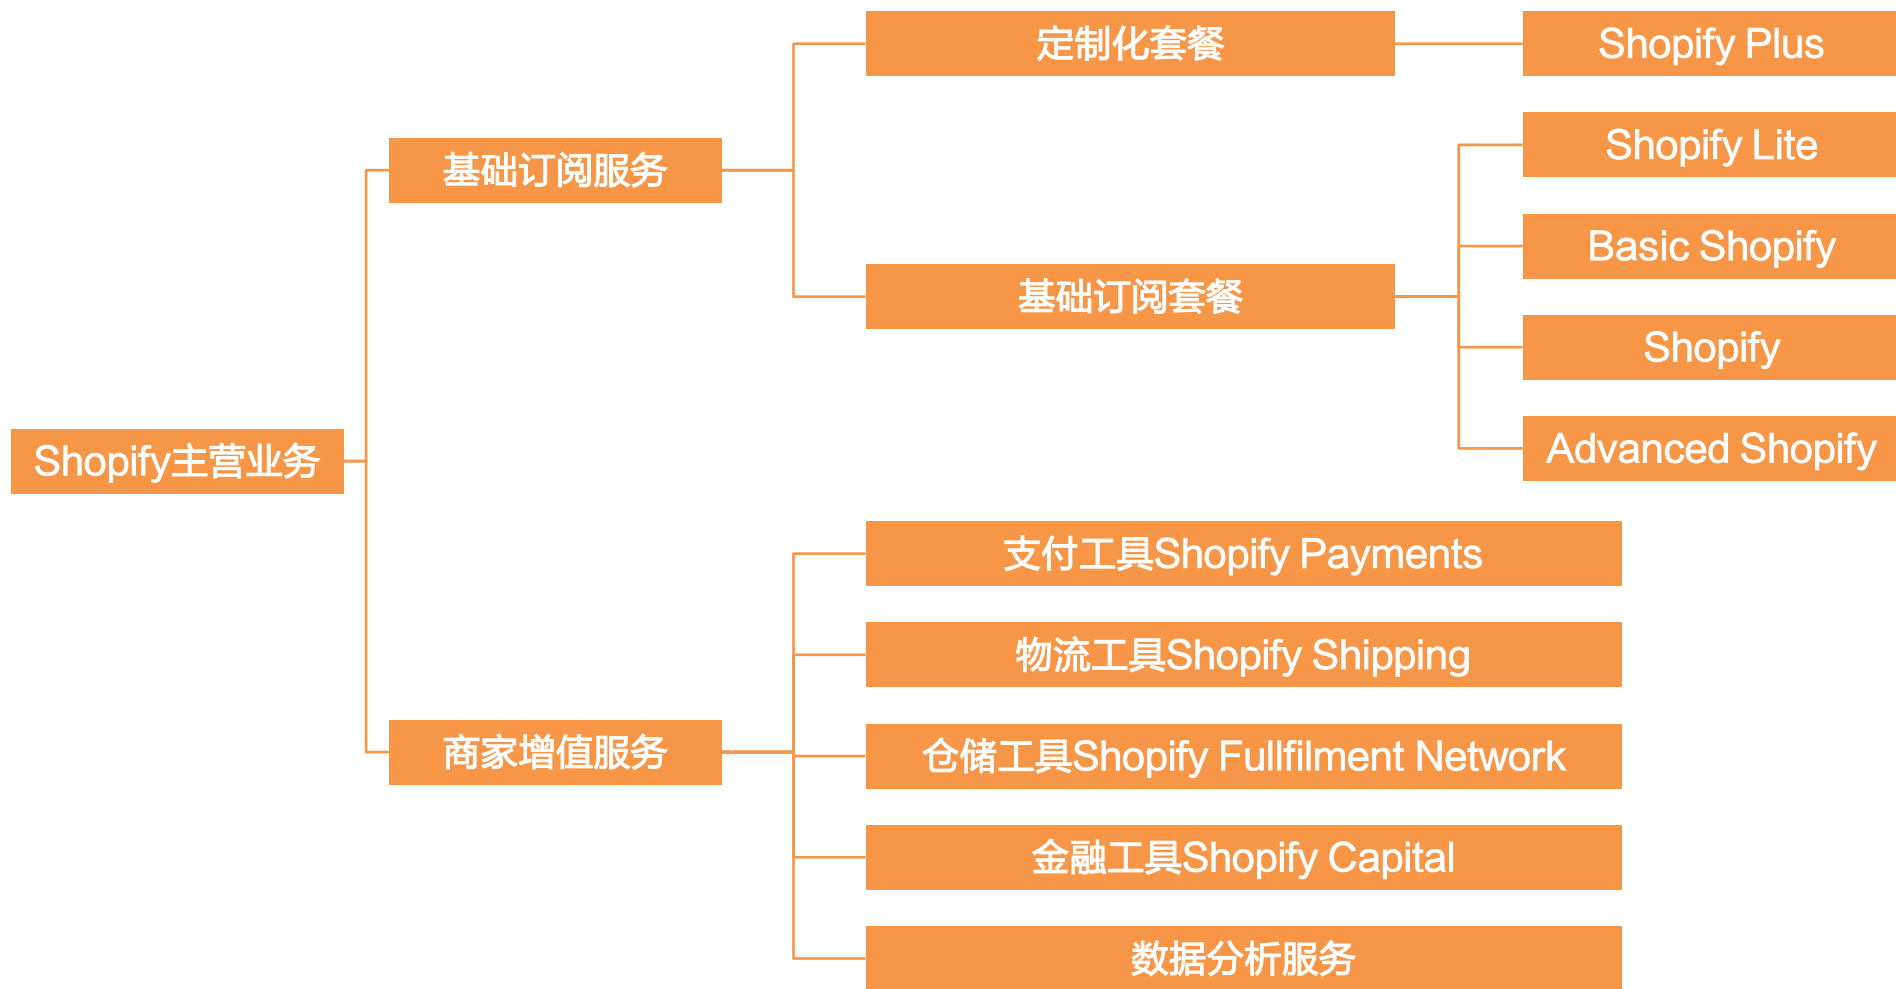 Shopify主营业务
基础订阅服务
定制化套餐
Shopify Plus
基础订阅套餐
Shopify Lite
Basic Shopify
Shopify
Advanced Shopify
商家增值服务
支付工具Shopify Payments
物流工具Shopify Shipping
仓储工具Shopify Fullfilment Network
金融工具Shopify Capital
数据分析服务